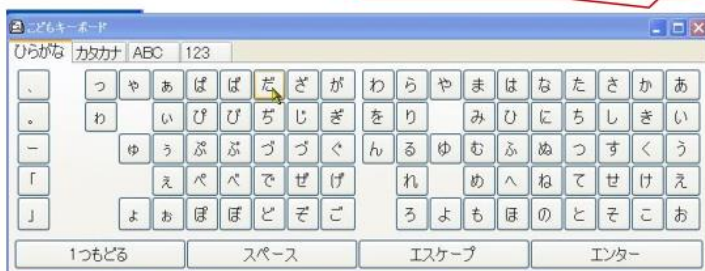 こどもキーボード
ひらがな カタカナ ABC 123
、 っ ゃ ぁ ぱ ば だ ざ が わ ら や ま は な た さ か あ
。 ゎ ぃ ぴ び ぢ じ ぎ を り み ひ に ち し き い
ー ゅ ぅ ぷ ぶ づ づ ぐ ん る ゆ む ふ ぬ つ す く う
「 ぇ ぺ べ で ぜ げ れ め へ ね て せ け え
」 ょ ぉ ぽ ぼ ど ぞ ご ろ よ も ほ の と そ こ お
1つもどる スペース エスケープ エンター